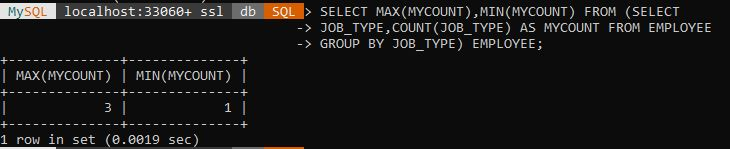 MySQL localhost:33060+ ssl db SQL > SELECT MAX(MYCOUNT),MIN(MYCOUNT) FROM (SELECT
-> JOB_TYPE,COUNT(JOB_TYPE) AS MYCOUNT FROM EMPLOYEE
-> GROUP BY JOB_TYPE) EMPLOYEE;
+--------------+--------------+
| MAX(MYCOUNT) | MIN(MYCOUNT) |
+--------------+--------------+
|            3 |            1 |
+--------------+--------------+
1 row in set (0.0019 sec)